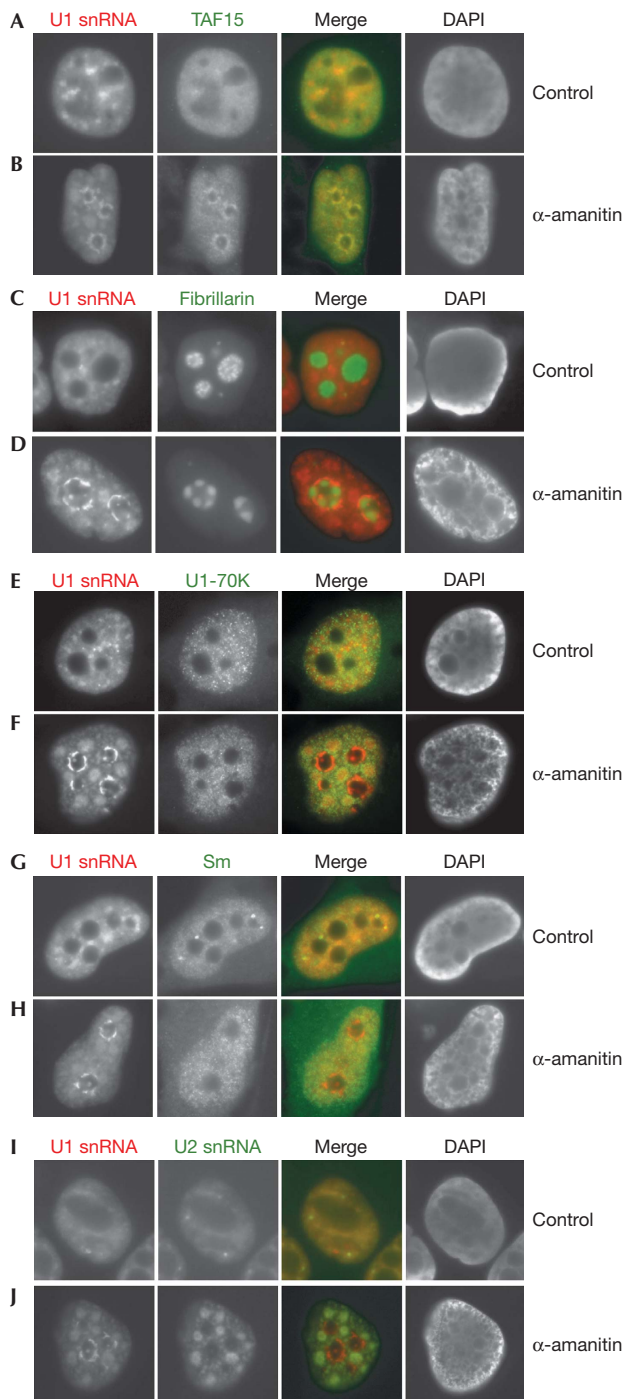 A U1 snRNA TAF15 Merge DAPI
Control
B
α-amanitin
C U1 snRNA Fibrillarin Merge DAPI
Control
D
α-amanitin
E U1 snRNA U1-70K Merge DAPI
Control
F
α-amanitin
G U1 snRNA Sm Merge DAPI
Control
H
α-amanitin
I U1 snRNA U2 snRNA Merge DAPI
Control
J
α-amanitin